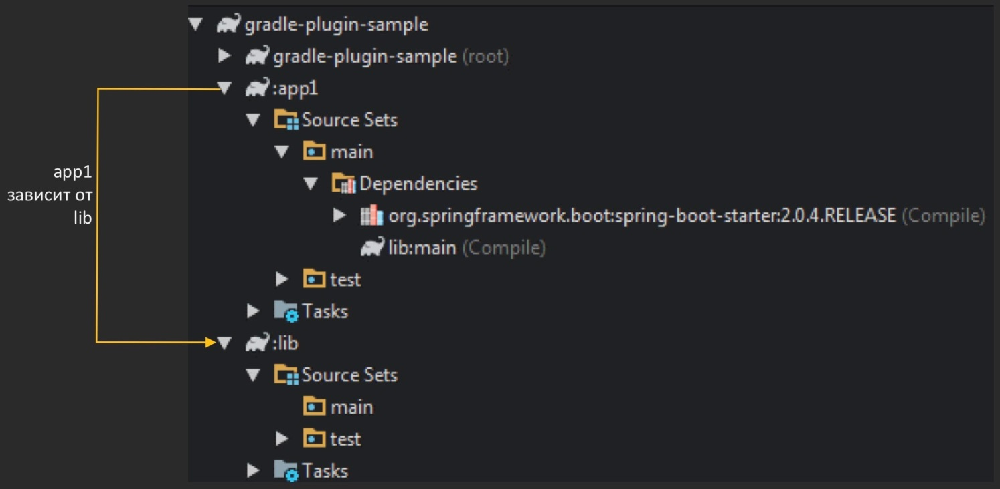 gradle-plugin-sample
gradle-plugin-sample (root)
:app1
Source Sets
main
Dependencies
org.springframework.boot:spring-boot-starter:2.0.4.RELEASE (Compile)
lib:main (Compile)
test
Tasks
:lib
Source Sets
main
test
Tasks
app1
зависит от
lib